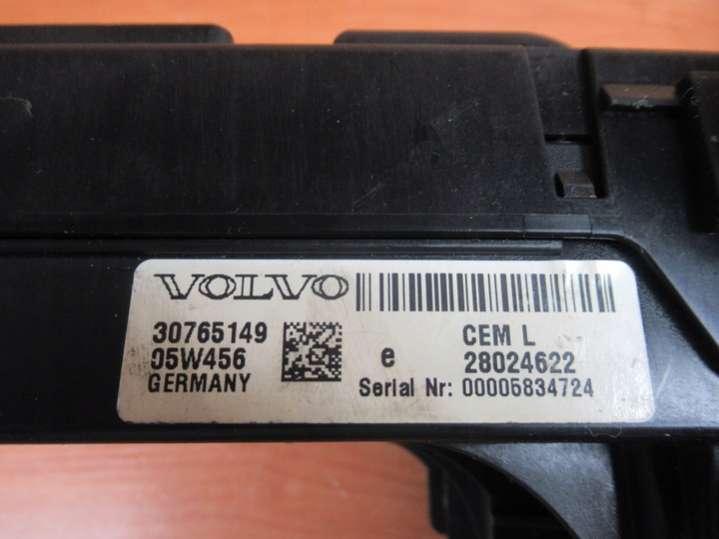 VOLVO
30765149 CEM L
05W456 e 28024622
GERMANY Serial Nr: 00005834724